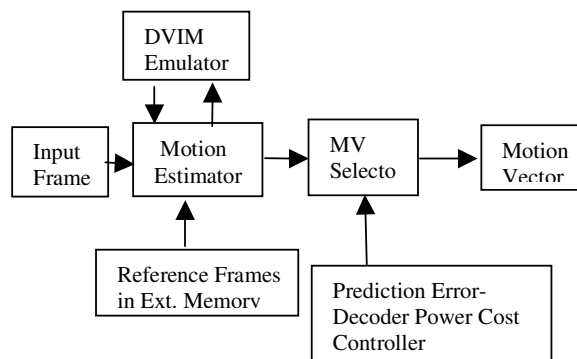 DVIM
Emulator
Input
Frame
Motion
Estimator
MV
Selecto
Motion
Vector
Reference Frames
in Ext. Memory
Prediction Error-
Decoder Power Cost
Controller